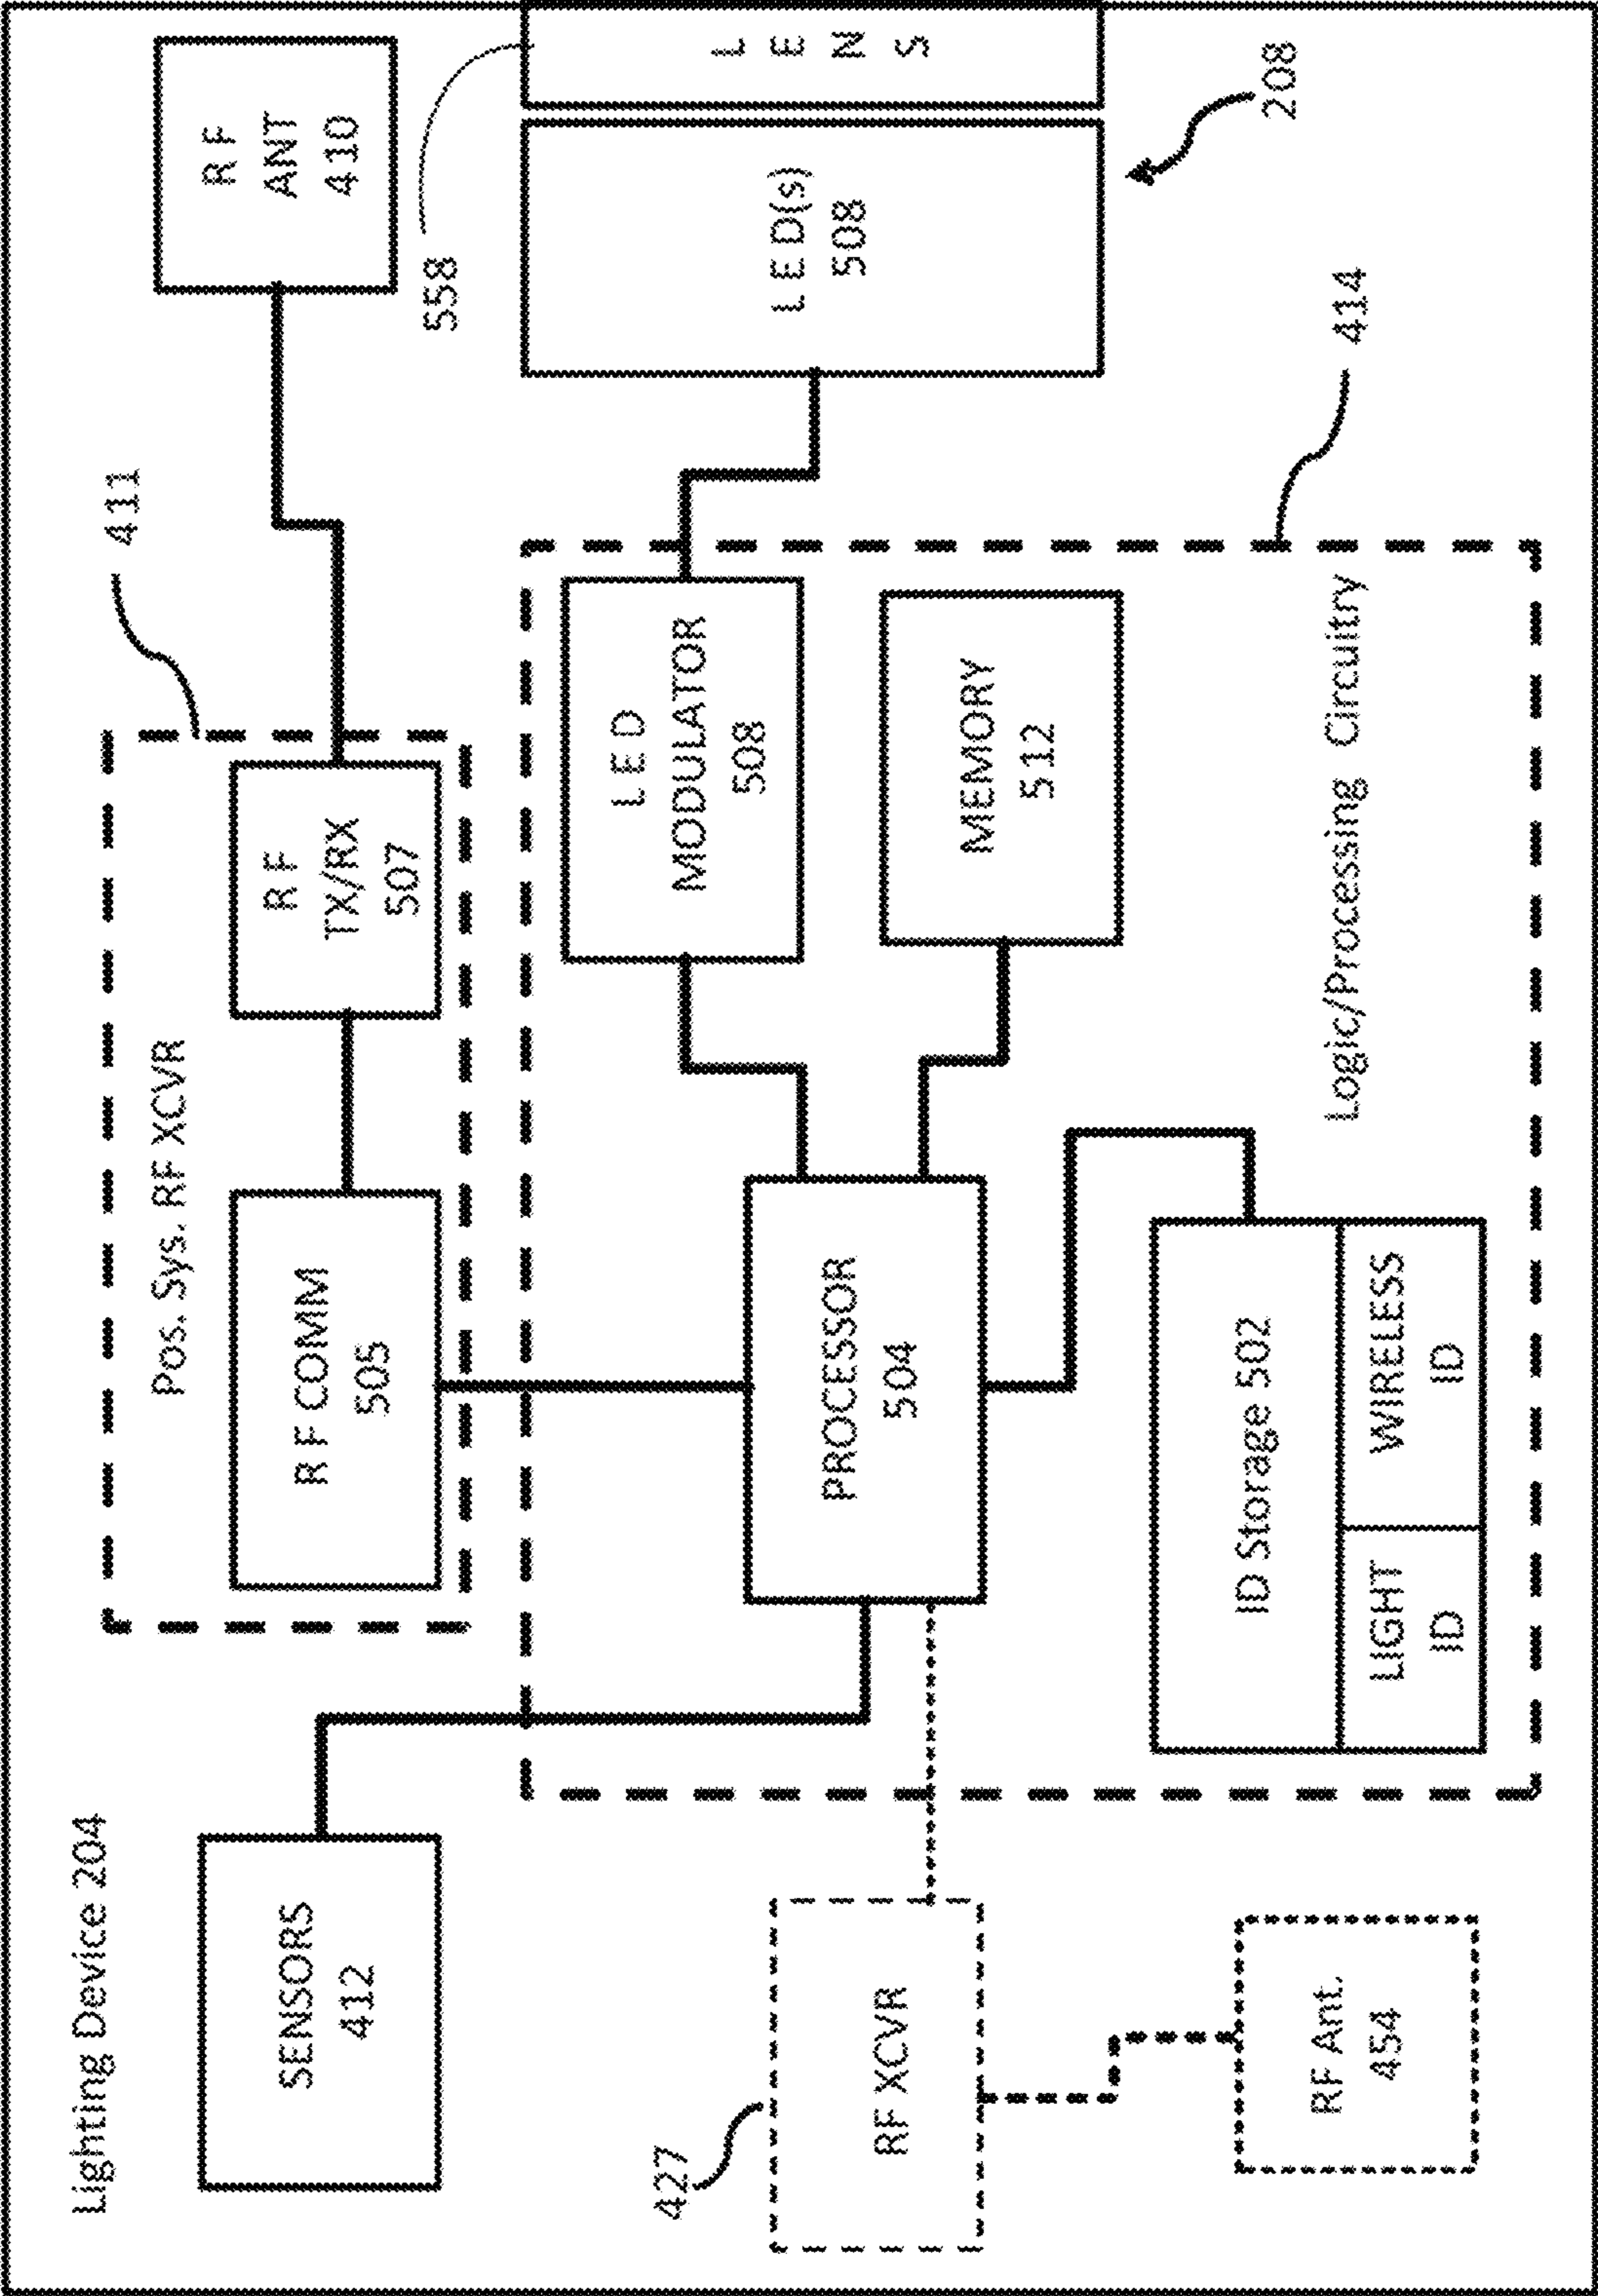 Lighting Device 204
SENSORS
412
427
RF XCVR
RF Ant.
454
411
Pos. Sys. RF XCVR
R F COMM
505
R F
TX/RX
507
R F
ANT
410
558
L E D
MODULATOR
508
PROCESSOR
504
MEMORY
512
ID Storage 502
LIGHT
ID
WIRELESS
ID
Logic/Processing Circuitry
414
L E D(s)
508
L
E
N
S
208